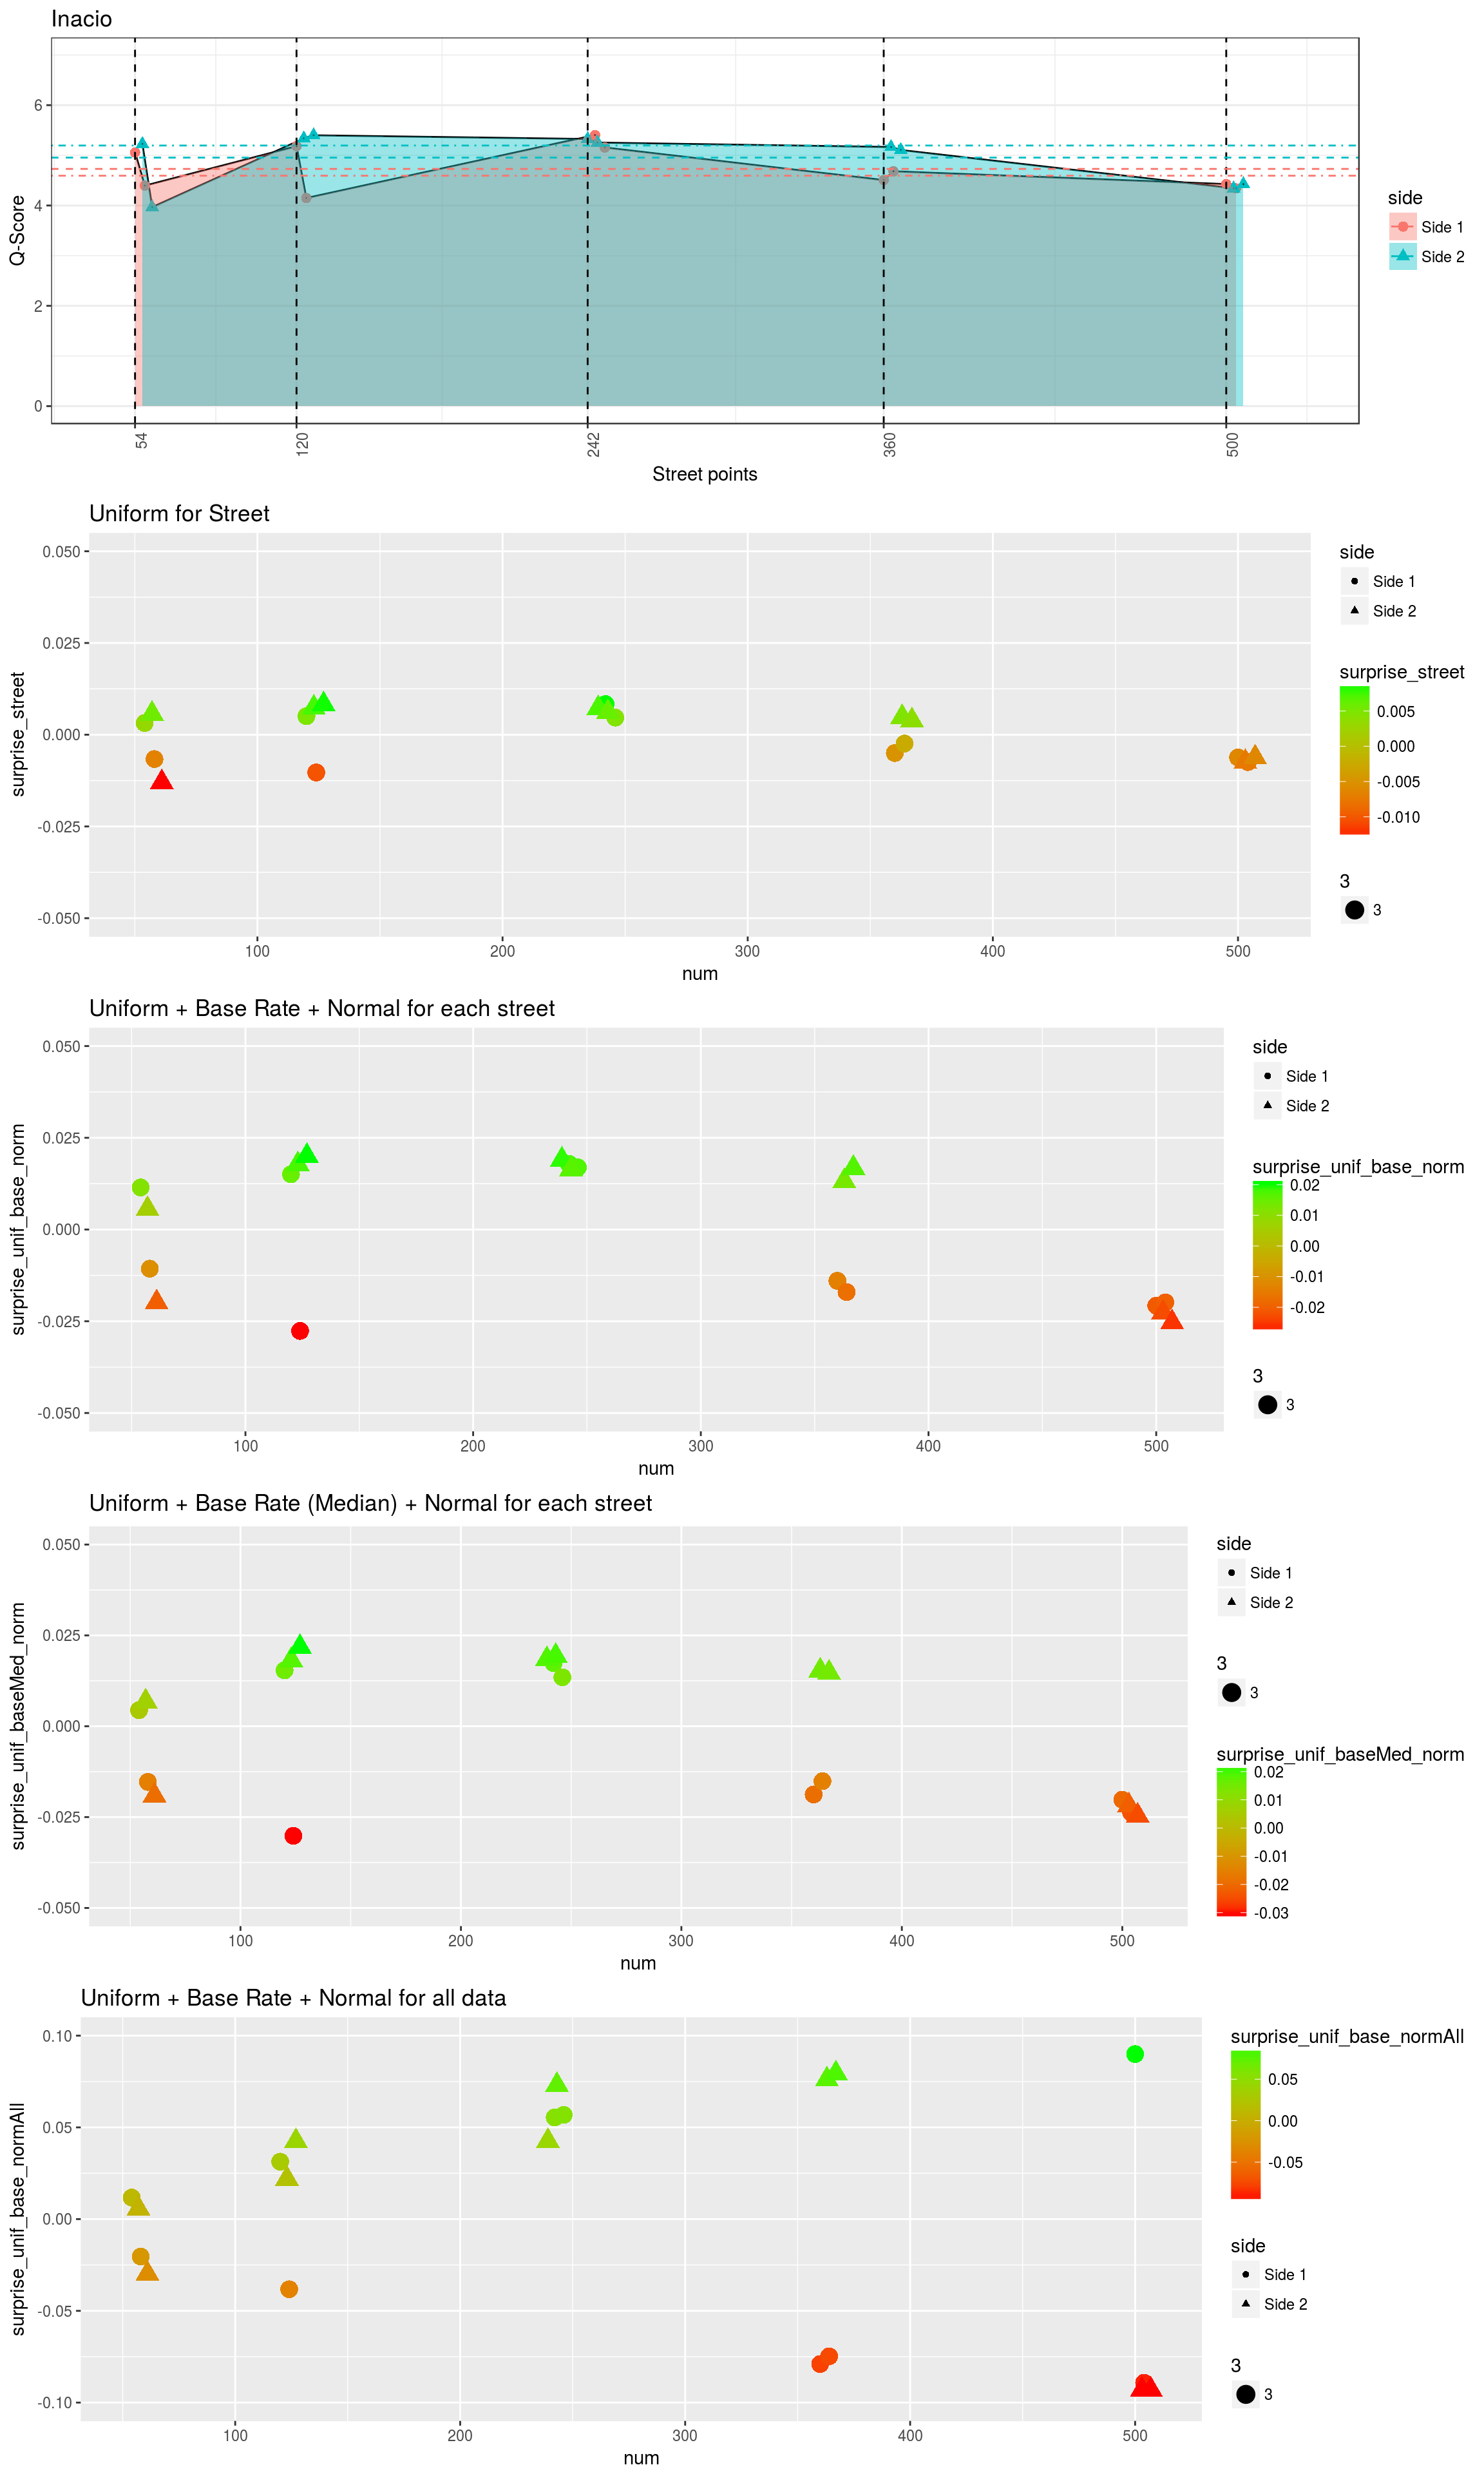 Inacio
6
4
2
0
Q-Score
54
120
242
360
500
Street points
side
Side 1
Side 2
Uniform for Street
0.050
0.025
0.000
-0.025
-0.050
surprise_street
100
200
300
400
500
num
side
Side 1
Side 2
surprise_street
0.005
0.000
-0.005
-0.010
3
3
Uniform + Base Rate + Normal for each street
0.050
0.025
0.000
-0.025
-0.050
surprise_unif_base_norm
100
200
300
400
500
num
side
Side 1
Side 2
surprise_unif_base_norm
0.02
0.01
0.00
-0.01
-0.02
3
3
Uniform + Base Rate (Median) + Normal for each street
0.050
0.025
0.000
-0.025
-0.050
surprise_unif_baseMed_norm
100
200
300
400
500
num
side
Side 1
Side 2
3
3
surprise_unif_baseMed_norm
0.02
0.01
0.00
-0.01
-0.02
-0.03
Uniform + Base Rate + Normal for all data
0.10
0.05
0.00
-0.05
-0.10
surprise_unif_base_normAll
100
200
300
400
500
num
surprise_unif_base_normAll
0.05
0.00
-0.05
side
Side 1
Side 2
3
3